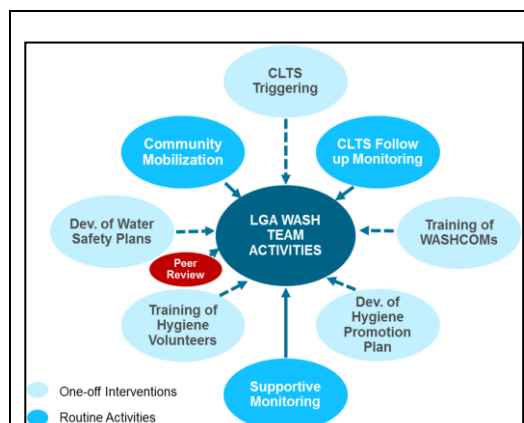 CLTS
Triggering
Community
Mobilization
CLTS Follow
up Monitoring
LGA WASH
TEAM
ACTIVITIES
Dev. of Water
Safety Plans
Training of
WASHCOMs
Peer
Review
Training of
Hygiene
Volunteers
Dev. of
Hygiene
Promotion
Plan
Supportive
Monitoring
One-off Interventions
Routine Activities